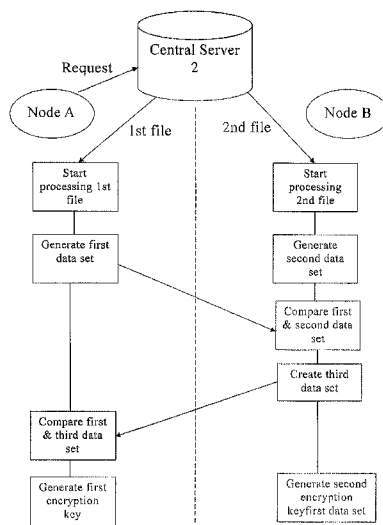 Central Server
2
Request
Node A
Node B
1st file
2nd file
Start
processing 1st
file
Start
processing
2nd file
Generate first
data set
Generate
second data
set
Compare first
& second data
set
Create third
data set
Compare first
& third data
set
Generate first
encryption
key
Generate second
encryption
keyfirst data set